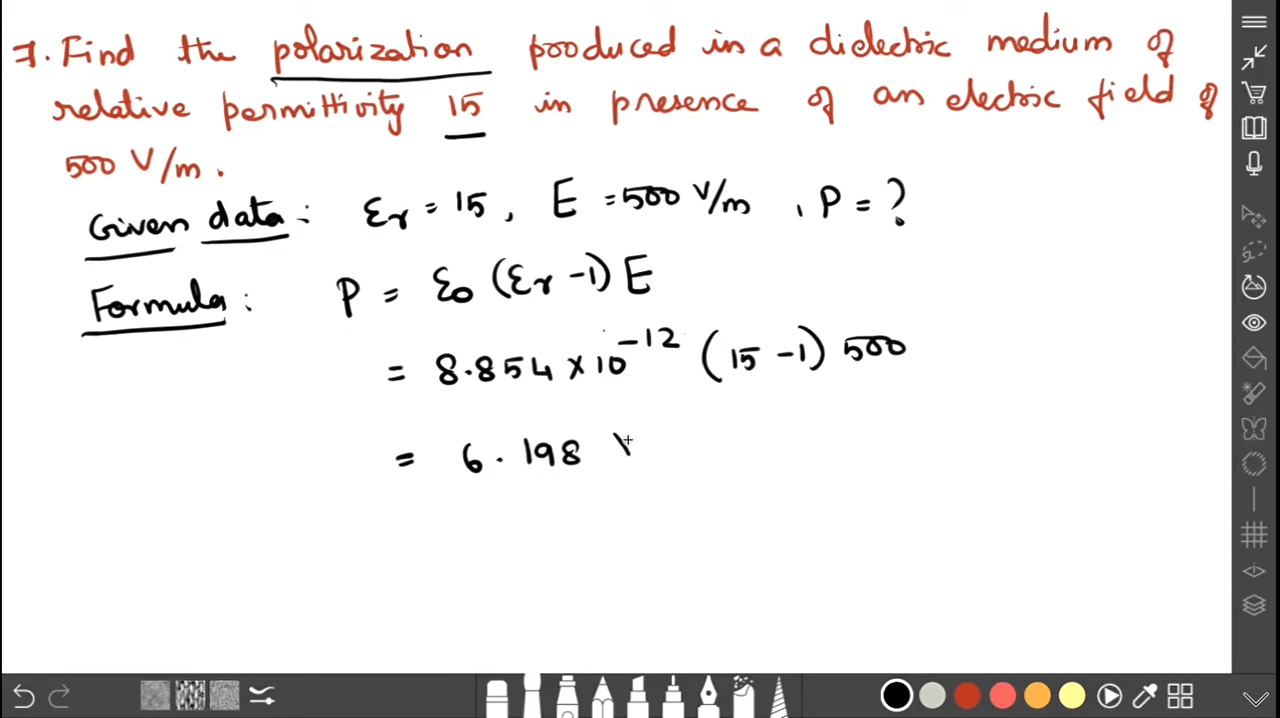 7. Find the polarization produced in a dielectric medium of
relative permittivity 15 in presence of an electric field of
500 V/m.
Given data: εr = 15, E = 500 V/m, P = ?
Formula: P = ε0 (εr - 1) E
= 8.854 × 10^-12 (15 - 1) 500
= 6.198